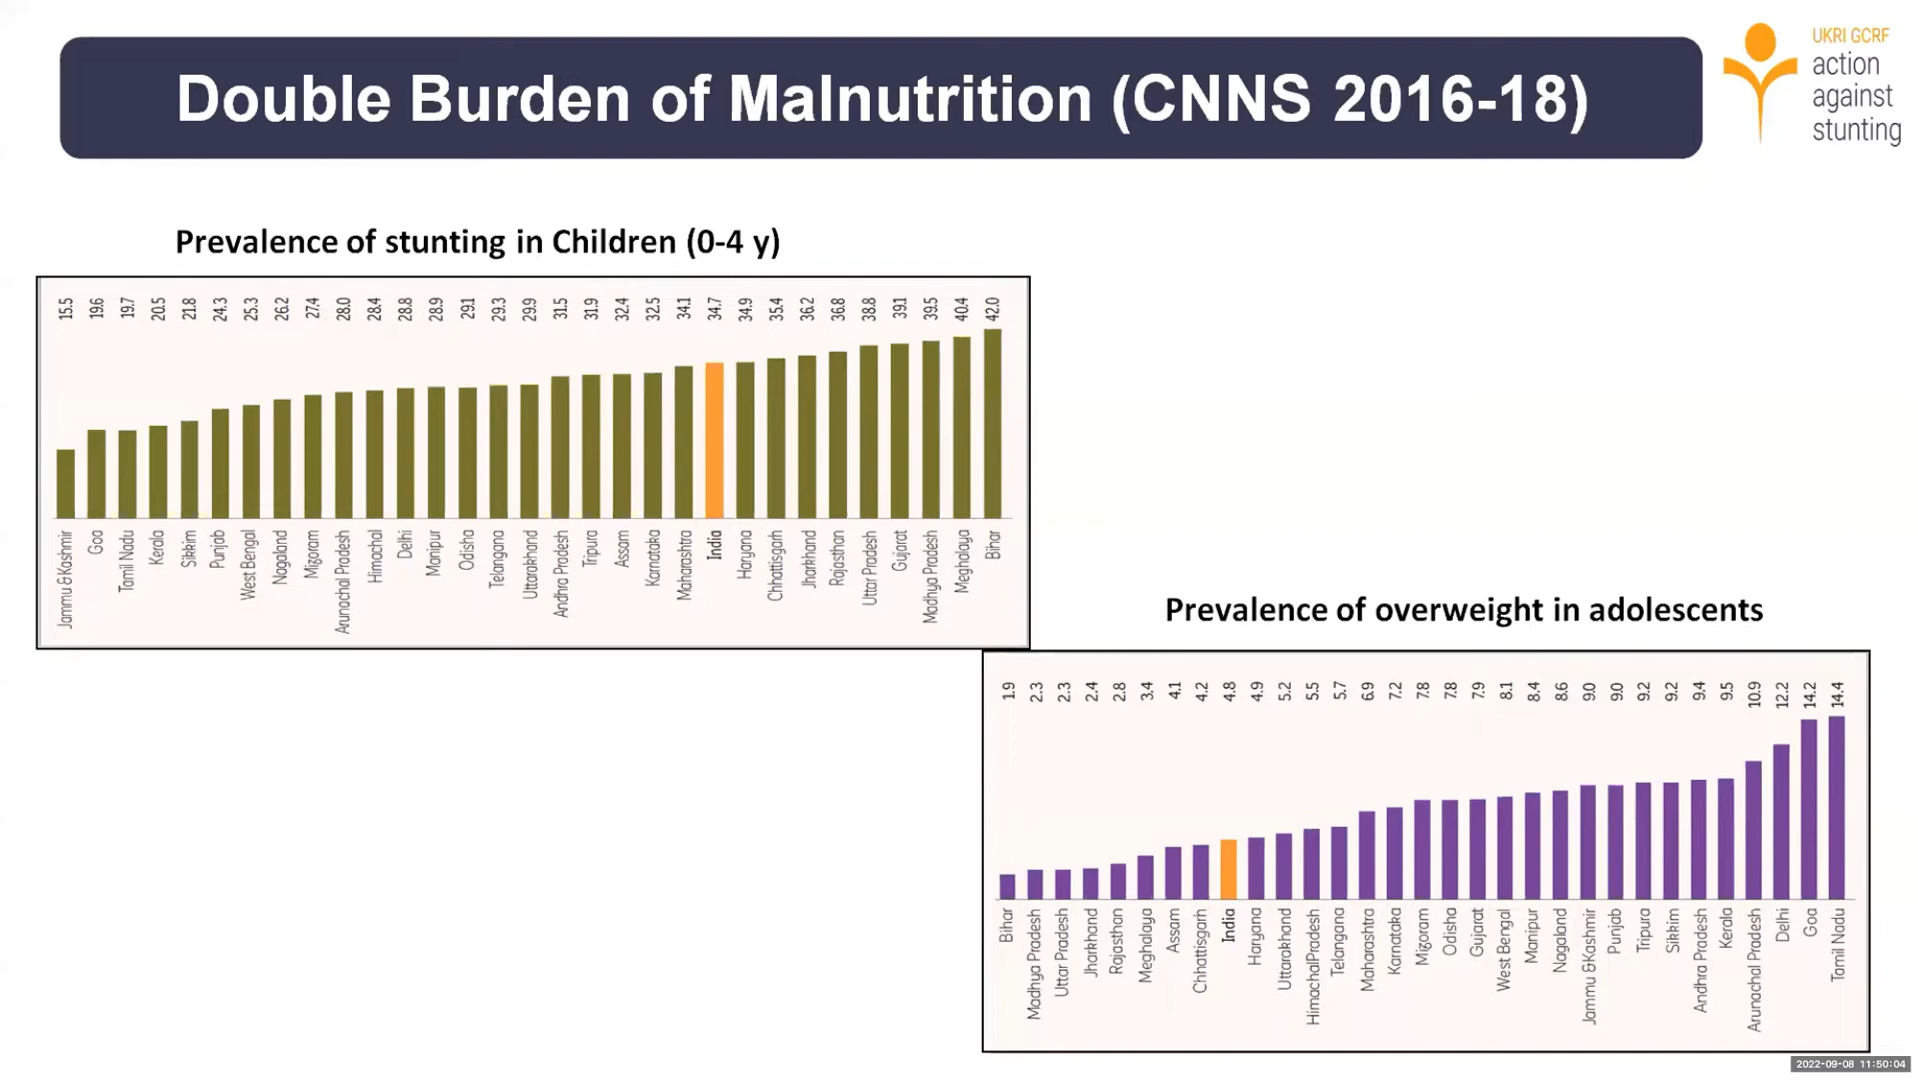 Double Burden of Malnutrition (CNNS 2016-18)
UKRI GCRF
action
against
stunting
Prevalence of stunting in Children (0-4 y)
15.5 19.6 19.7 20.5 21.8 24.3 25.3 26.2 27.4 28.0 28.4 28.8 28.9 29.1 29.3 29.9 31.5 31.9 32.4 32.5 34.1 34.7 34.9 35.4 36.2 36.8 38.8 39.1 39.5 40.4 42.0
Jammu & Kashmir
Goa
Tamil Nadu
Kerala
Sikkim
Punjab
West Bengal
Nagaland
Mizoram
Arunachal Pradesh
Himachal
Delhi
Manipur
Odisha
Telangana
Uttarakhand
Andhra Pradesh
Tripura
Assam
Karnataka
Maharashtra
India
Haryana
Chhattisgarh
Jharkhand
Rajasthan
Uttar Pradesh
Gujarat
Madhya Pradesh
Meghalaya
Bihar
Prevalence of overweight in adolescents
1.9 2.3 2.3 2.4 2.8 3.4 4.1 4.2 4.8 4.9 5.2 5.5 5.7 6.9 7.2 7.8 7.8 7.9 8.1 8.4 8.6 9.0 9.0 9.2 9.2 9.4 9.5 10.9 12.2 14.2 14.4
Bihar
Madhya Pradesh
Uttar Pradesh
Jharkhand
Rajasthan
Meghalaya
Assam
Chhattisgarh
India
Haryana
Uttarakhand
HimachalPradesh
Telangana
Maharashtra
Karnataka
Mizoram
Odisha
Gujarat
West Bengal
Manipur
Nagaland
Jammu &Kashmir
Punjab
Tripura
Sikkim
Andhra Pradesh
Kerala
Arunachal Pradesh
Delhi
Goa
Tamil Nadu
2022-09-08 11:50:04